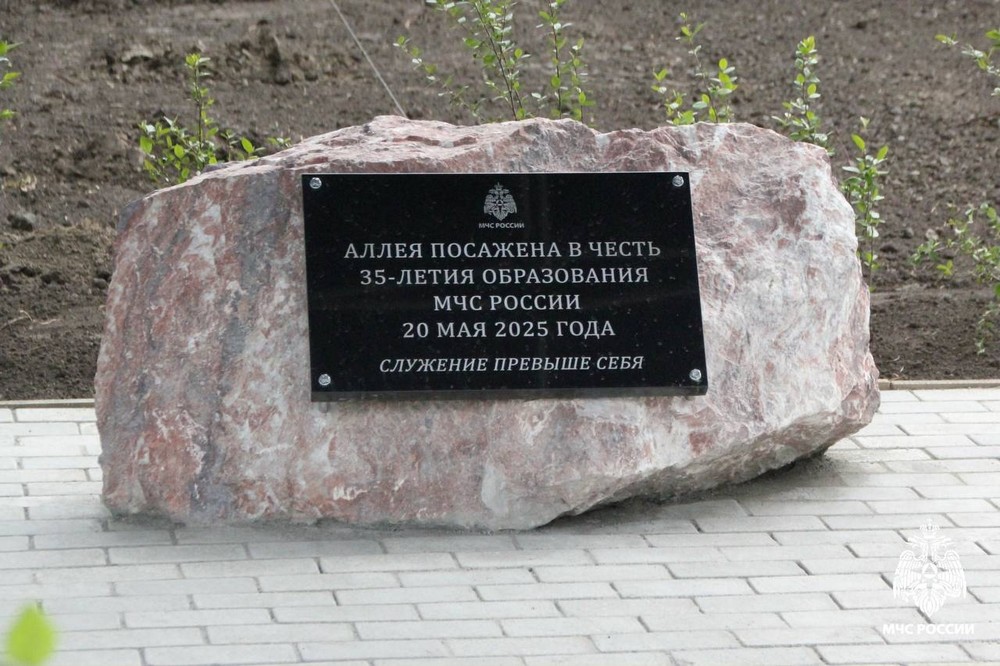 МЧС РОССИИ
АЛЛЕЯ ПОСАЖЕНА В ЧЕСТЬ
35-ЛЕТИЯ ОБРАЗОВАНИЯ
МЧС РОССИИ
20 МАЯ 2025 ГОДА
СЛУЖЕНИЕ ПРЕВЫШЕ СЕБЯ
МЧС РОССИИ